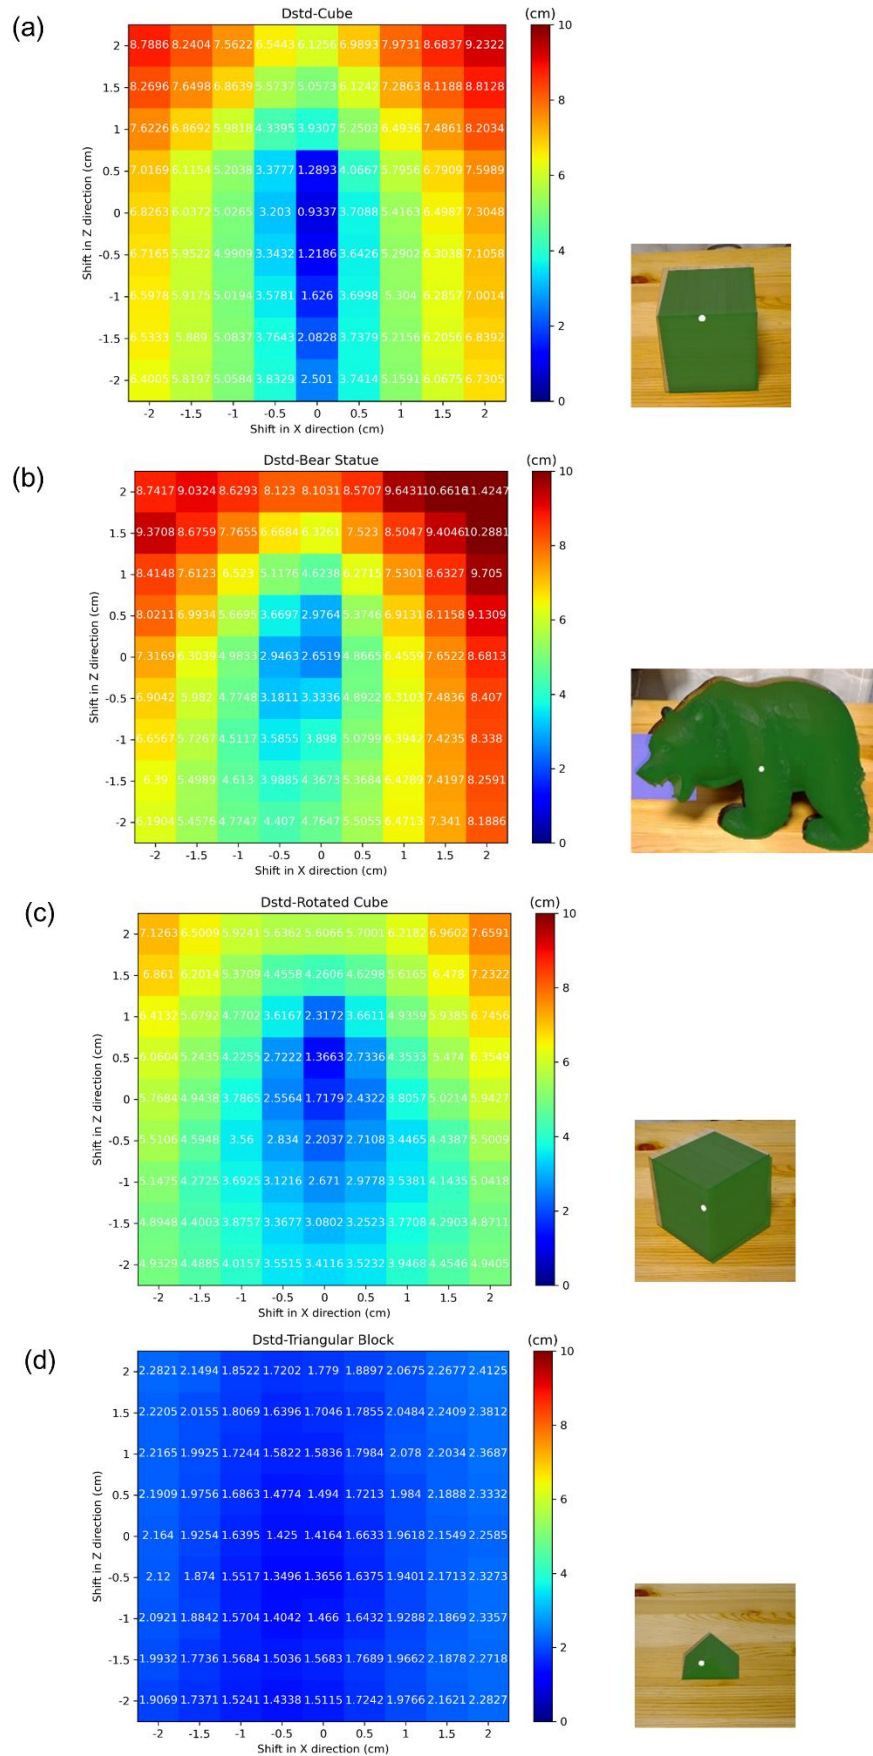 (a)
Dstd-Cube
(cm)
Shift in Z direction (cm)
2 8.7886 8.2404 7.5622 6.5443 6.1256 6.9893 7.9731 8.6837 9.2322
1.5 8.2696 7.6498 6.8639 5.5737 5.0573 6.1242 7.2863 8.1188 8.8128
1 7.6226 6.8692 5.9818 4.3395 3.9307 5.2503 6.4936 7.4861 8.2034
0.5 7.0169 6.1154 5.2038 3.3777 1.2893 4.0667 5.7956 6.7909 7.5989
0 6.8263 6.0372 5.0265 3.203 0.9337 3.7088 5.4163 6.4987 7.3048
-0.5 6.7165 5.9522 4.9909 3.3432 1.2186 3.6426 5.2902 6.3038 7.1058
-1 6.5978 5.9175 5.0194 3.5781 1.626 3.6998 5.304 6.2857 7.0014
-1.5 6.5333 5.889 5.0837 3.7643 2.0828 3.7379 5.2156 6.2056 6.8392
-2 6.4005 5.8197 5.0584 3.8329 2.501 3.7414 5.1591 6.0675 6.7305
-2 -1.5 -1 -0.5 0 0.5 1 1.5 2
Shift in X direction (cm)
10
8
6
4
2
0
(b)
Dstd-Bear Statue
(cm)
Shift in Z direction (cm)
2 8.7417 9.0324 8.6293 8.123 8.1031 8.5707 9.6431 10.6616 11.4247
1.5 9.3708 8.6759 7.7655 6.6684 6.3261 7.523 8.5047 9.4046 10.2881
1 8.4148 7.6123 6.523 5.1176 4.6238 6.2715 7.5301 8.6327 9.705
0.5 8.0211 6.9934 5.6695 3.6697 2.9764 5.3746 6.9131 8.1158 9.1309
0 7.3169 6.3039 4.9833 2.9463 2.6519 4.8665 6.4559 7.6522 8.6813
-0.5 6.9042 5.982 4.7748 3.1811 3.3336 4.8922 6.3103 7.4836 8.407
-1 6.6567 5.7267 4.5117 3.5855 3.898 5.0799 6.3942 7.4235 8.338
-1.5 6.39 5.4989 4.613 3.9885 4.3673 5.3684 6.4289 7.4197 8.2591
-2 6.1904 5.4576 4.7747 4.407 4.7647 5.5055 6.4713 7.341 8.1886
-2 -1.5 -1 -0.5 0 0.5 1 1.5 2
Shift in X direction (cm)
10
8
6
4
2
0
(c)
Dstd-Rotated Cube
(cm)
Shift in Z direction (cm)
2 7.1263 6.5009 5.9241 5.6362 5.6066 5.7001 6.2182 6.9602 7.6591
1.5 6.861 6.2014 5.3709 4.4558 4.2606 4.6298 5.6165 6.478 7.2322
1 6.4132 5.6792 4.7702 3.6167 2.3172 3.6611 4.9359 5.9385 6.7456
0.5 6.0604 5.2435 4.2255 2.7222 1.3663 2.7336 4.3533 5.474 6.3549
0 5.7684 4.9438 3.7865 2.5564 1.7179 2.4322 3.8057 5.0214 5.9427
-0.5 5.5106 4.5948 3.56 2.834 2.2037 2.7108 3.4465 4.4387 5.5009
-1 5.1475 4.2725 3.6925 3.1216 2.671 2.9778 3.5381 4.1435 5.0418
-1.5 4.8948 4.4003 3.8757 3.3677 3.0802 3.2523 3.7708 4.2903 4.8711
-2 4.9329 4.4885 4.0157 3.5515 3.4116 3.5232 3.9468 4.4546 4.9405
-2 -1.5 -1 -0.5 0 0.5 1 1.5 2
Shift in X direction (cm)
10
8
6
4
2
0
(d)
Dstd-Triangular Block
(cm)
Shift in Z direction (cm)
2 2.2821 2.1494 1.8522 1.7202 1.779 1.8897 2.0675 2.2677 2.4125
1.5 2.2205 2.0155 1.8069 1.6396 1.7046 1.7855 2.0484 2.2409 2.3812
1 2.2165 1.9925 1.7244 1.5822 1.5836 1.7984 2.078 2.2034 2.3687
0.5 2.1909 1.9756 1.6863 1.4774 1.494 1.7213 1.984 2.1888 2.3332
0 2.164 1.9254 1.6395 1.425 1.4164 1.6633 1.9618 2.1549 2.2585
-0.5 2.12 1.874 1.5517 1.3496 1.3656 1.6375 1.9401 2.1713 2.3273
-1 2.0921 1.8842 1.5704 1.4042 1.466 1.6432 1.9288 2.1869 2.3357
-1.5 1.9932 1.7736 1.5684 1.5036 1.5683 1.7689 1.9662 2.1878 2.2718
-2 1.9069 1.7371 1.5241 1.4338 1.5115 1.7242 1.9766 2.1621 2.2827
-2 -1.5 -1 -0.5 0 0.5 1 1.5 2
Shift in X direction (cm)
10
8
6
4
2
0